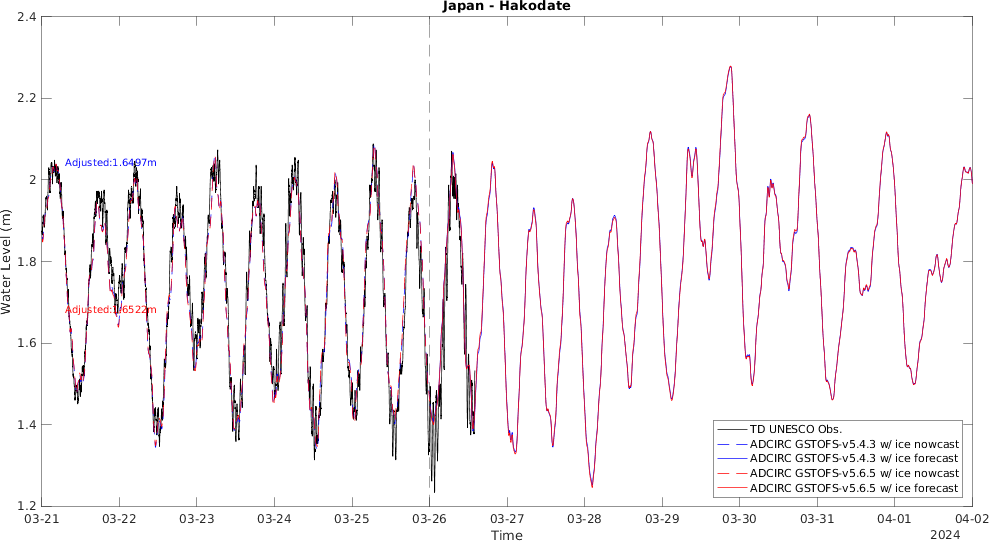 Japan - Hakodate
2.4
2.2
2
1.8
1.6
1.4
1.2
Water Level (m)
Adjusted:1.6497m
Adjusted:1.6522m
TD UNESCO Obs.
ADCIRC GSTOFS-v5.4.3 w/ ice nowcast
ADCIRC GSTOFS-v5.4.3 w/ ice forecast
ADCIRC GSTOFS-v5.6.5 w/ ice nowcast
ADCIRC GSTOFS-v5.6.5 w/ ice forecast
03-21 03-22 03-23 03-24 03-25 03-26 03-27 03-28 03-29 03-30 03-31 04-01 04-02
Time
2024